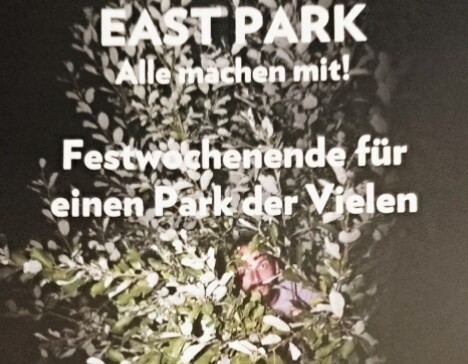 EAST PARK
Alle machen mit!
Festwochenende für
einen Park der Vielen